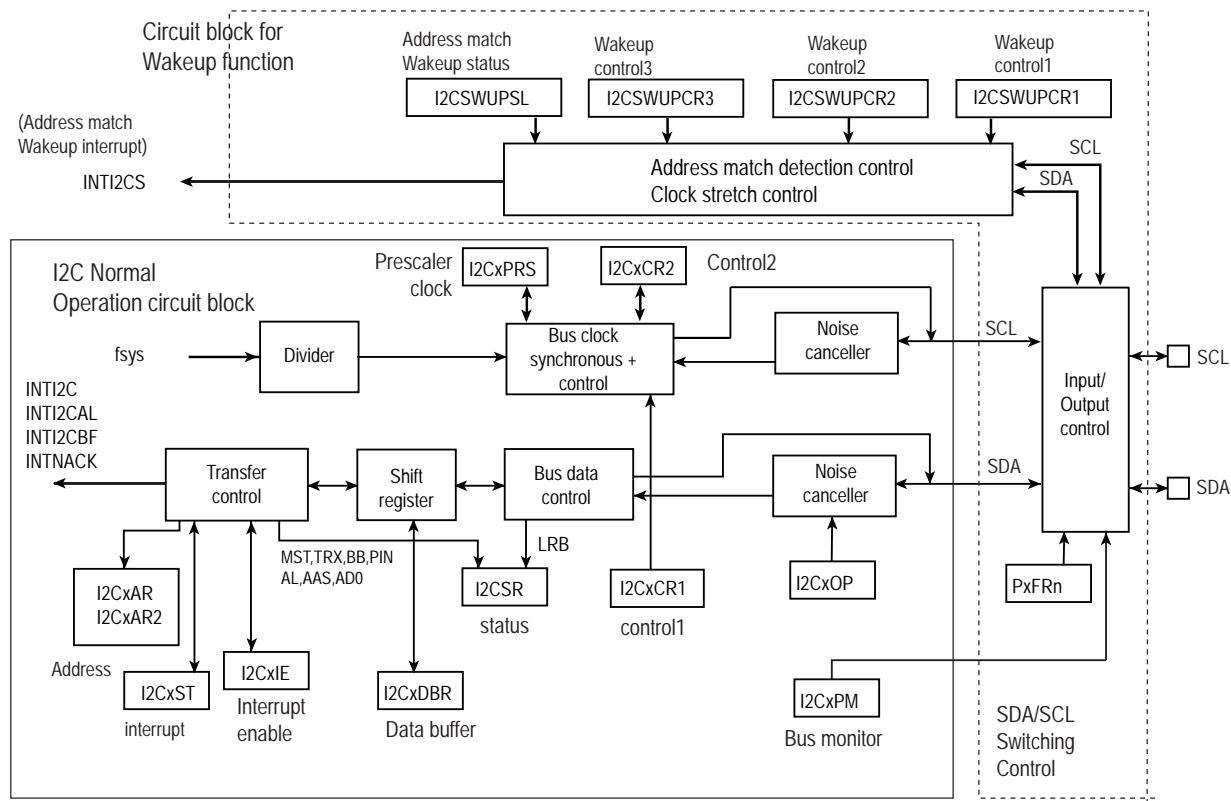 Circuit block for
Wakeup function
Address match
Wakeup status
Wakeup
control3
Wakeup
control2
Wakeup
control1
I2CSWUPSL
I2CSWUPCR3
I2CSWUPCR2
I2CSWUPCR1
(Address match
Wakeup interrupt)
INTI2CS
Address match detection control
Clock stretch control
SCL
SDA
I2C Normal
Operation circuit block
Prescaler
clock
I2CxPRS
I2CxCR2
Control2
fsys
Divider
Bus clock
synchronous +
control
Noise
canceller
SCL
Input/
Output
control
SCL
INTI2C
INTI2CAL
INTI2CBF
INTNACK
Transfer
control
Shift
register
Bus data
control
Noise
canceller
SDA
SDA
MST,TRX,BB,PIN
AL,AAS,AD0
LRB
I2CxAR
I2CxAR2
Address
I2CSR
status
I2CxCR1
control1
I2CxOP
PxFRn
I2CxST
interrupt
I2CxIE
Interrupt
enable
I2CxDBR
Data buffer
I2CxPM
Bus monitor
SDA/SCL
Switching
Control